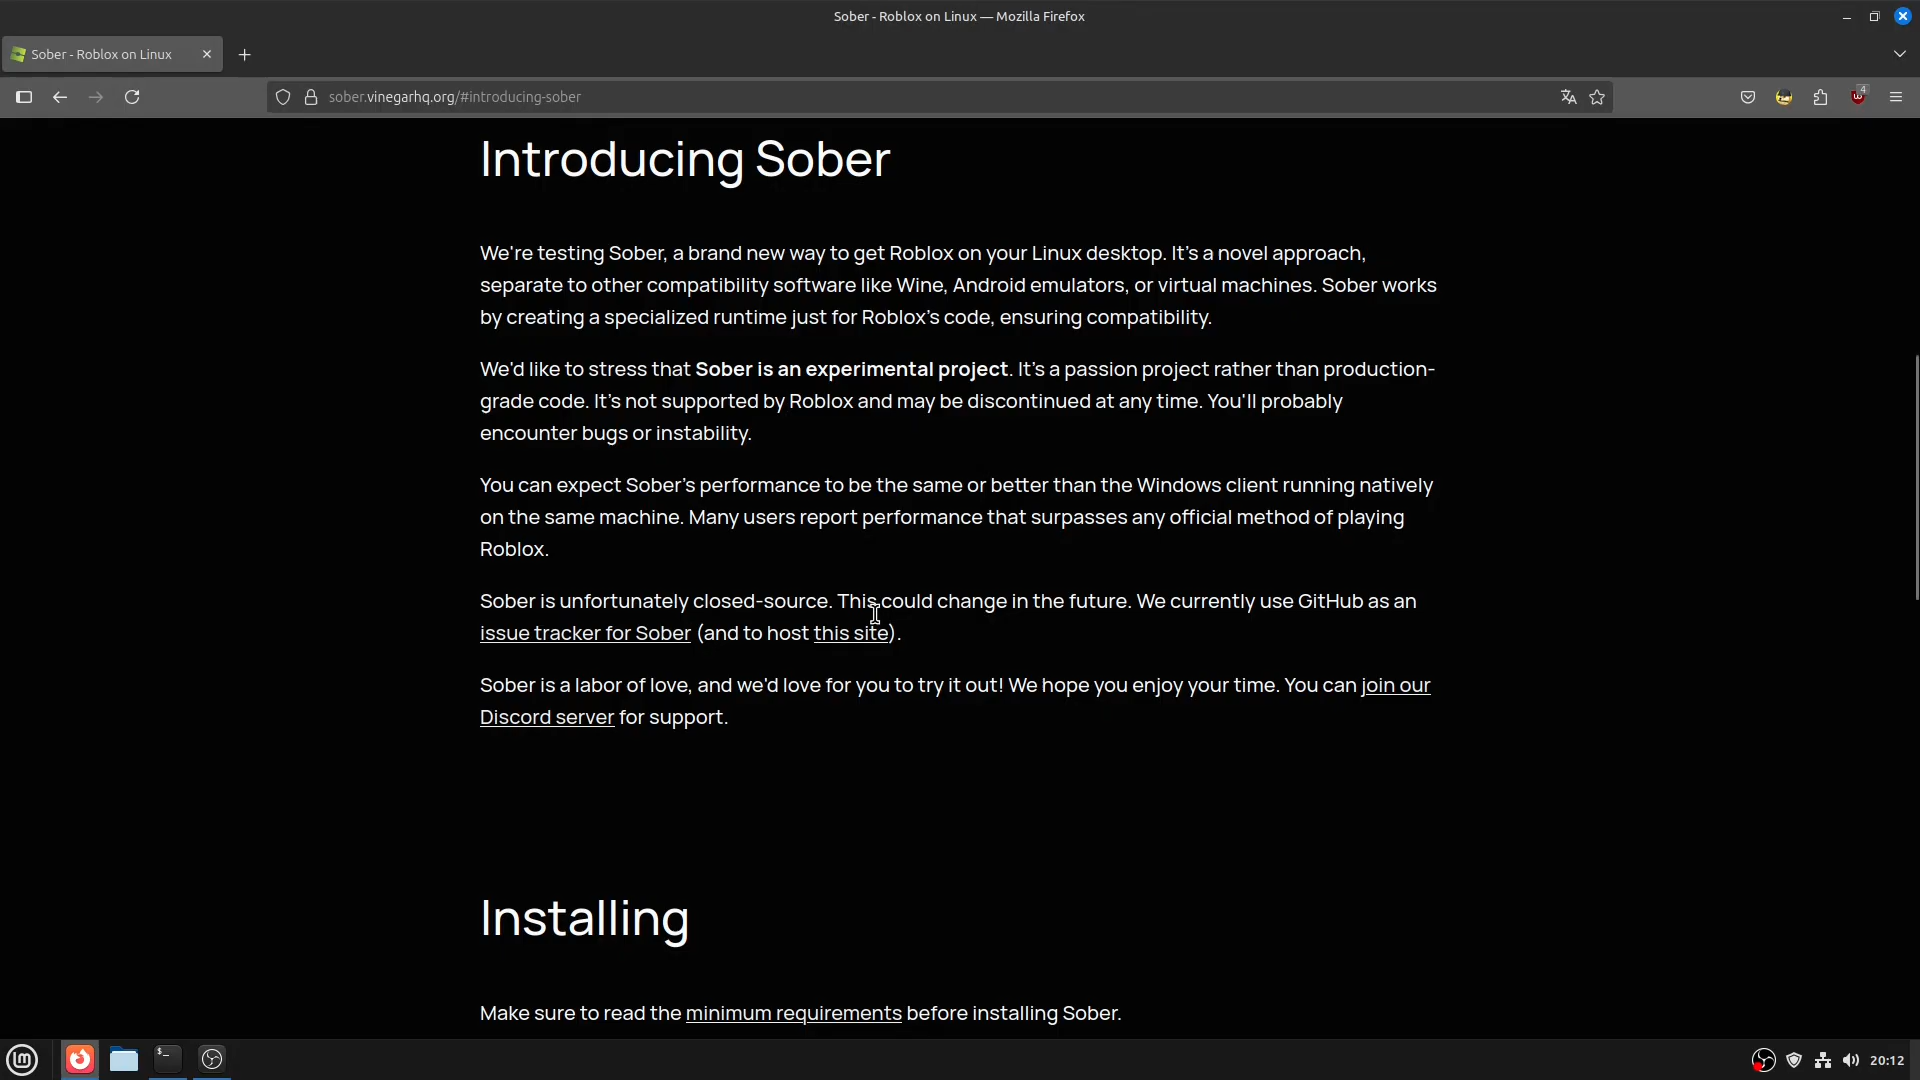 Sober - Roblox on Linux — Mozilla Firefox
Sober - Roblox on Linux
sober.vinegarhq.org/#introducing-sober
4
Introducing Sober
We're testing Sober, a brand new way to get Roblox on your Linux desktop. It's a novel approach,
separate to other compatibility software like Wine, Android emulators, or virtual machines. Sober works
by creating a specialized runtime just for Roblox's code, ensuring compatibility.
We'd like to stress that Sober is an experimental project. It's a passion project rather than production-
grade code. It's not supported by Roblox and may be discontinued at any time. You'll probably
encounter bugs or instability.
You can expect Sober's performance to be the same or better than the Windows client running natively
on the same machine. Many users report performance that surpasses any official method of playing
Roblox.
Sober is unfortunately closed-source. This could change in the future. We currently use GitHub as an
issue tracker for Sober (and to host this site).
Sober is a labor of love, and we'd love for you to try it out! We hope you enjoy your time. You can join our
Discord server for support.
Installing
Make sure to read the minimum requirements before installing Sober.
20:12